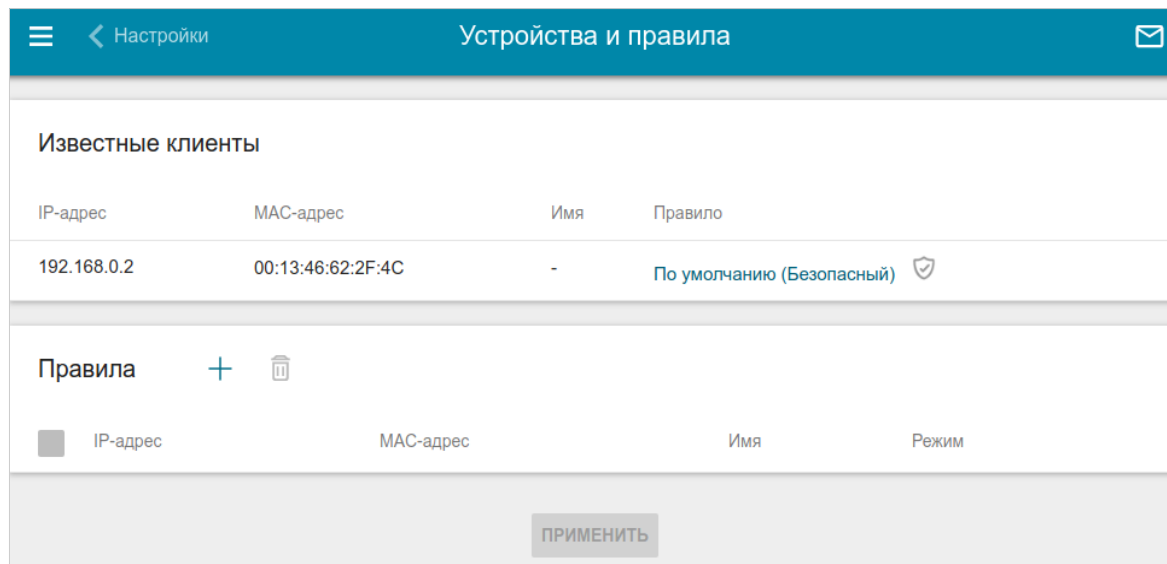 Настройки Устройства и правила
Известные клиенты
IP-адрес MAC-адрес Имя Правило
192.168.0.2 00:13:46:62:2F:4C - По умолчанию (Безопасный)
Правила
IP-адрес MAC-адрес Имя Режим
ПРИМЕНИТЬ